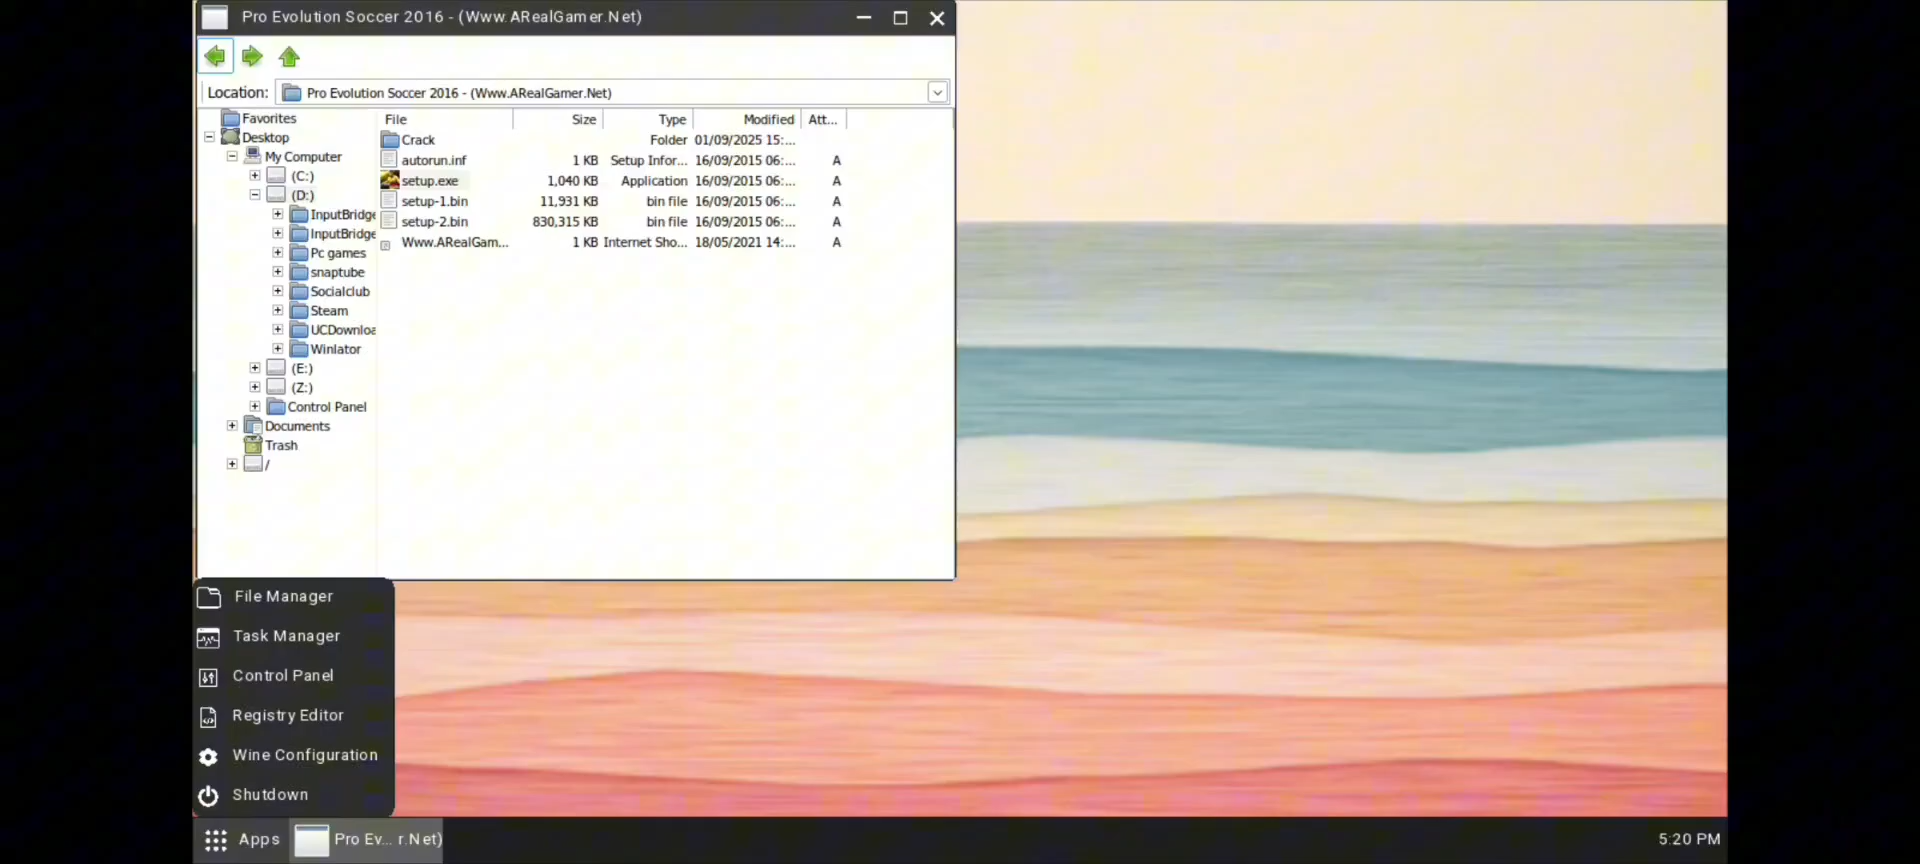 Pro Evolution Soccer 2016 - (Www.ARealGamer.Net)
Location: Pro Evolution Soccer 2016 - (Www.ARealGamer.Net)
Favorites
Desktop
My Computer
(C:)
(D:)
InputBridge
InputBridge
Pc games
snaptube
Socialclub
Steam
UCDownloa
Winlator
(E:)
(Z:)
Control Panel
Documents
Trash
/
File Size Type Modified Att...
Crack Folder 01/09/2025 15:...
autorun.inf 1 KB Setup Infor... 16/09/2015 06:... A
setup.exe 1,040 KB Application 16/09/2015 06:... A
setup-1.bin 11,931 KB bin file 16/09/2015 06:... A
setup-2.bin 830,315 KB bin file 16/09/2015 06:... A
Www.ARealGam... 1 KB Internet Sho... 18/05/2021 14:... A
File Manager
Task Manager
Control Panel
Registry Editor
Wine Configuration
Shutdown
Apps Pro Ev... r.Net) 5:20 PM